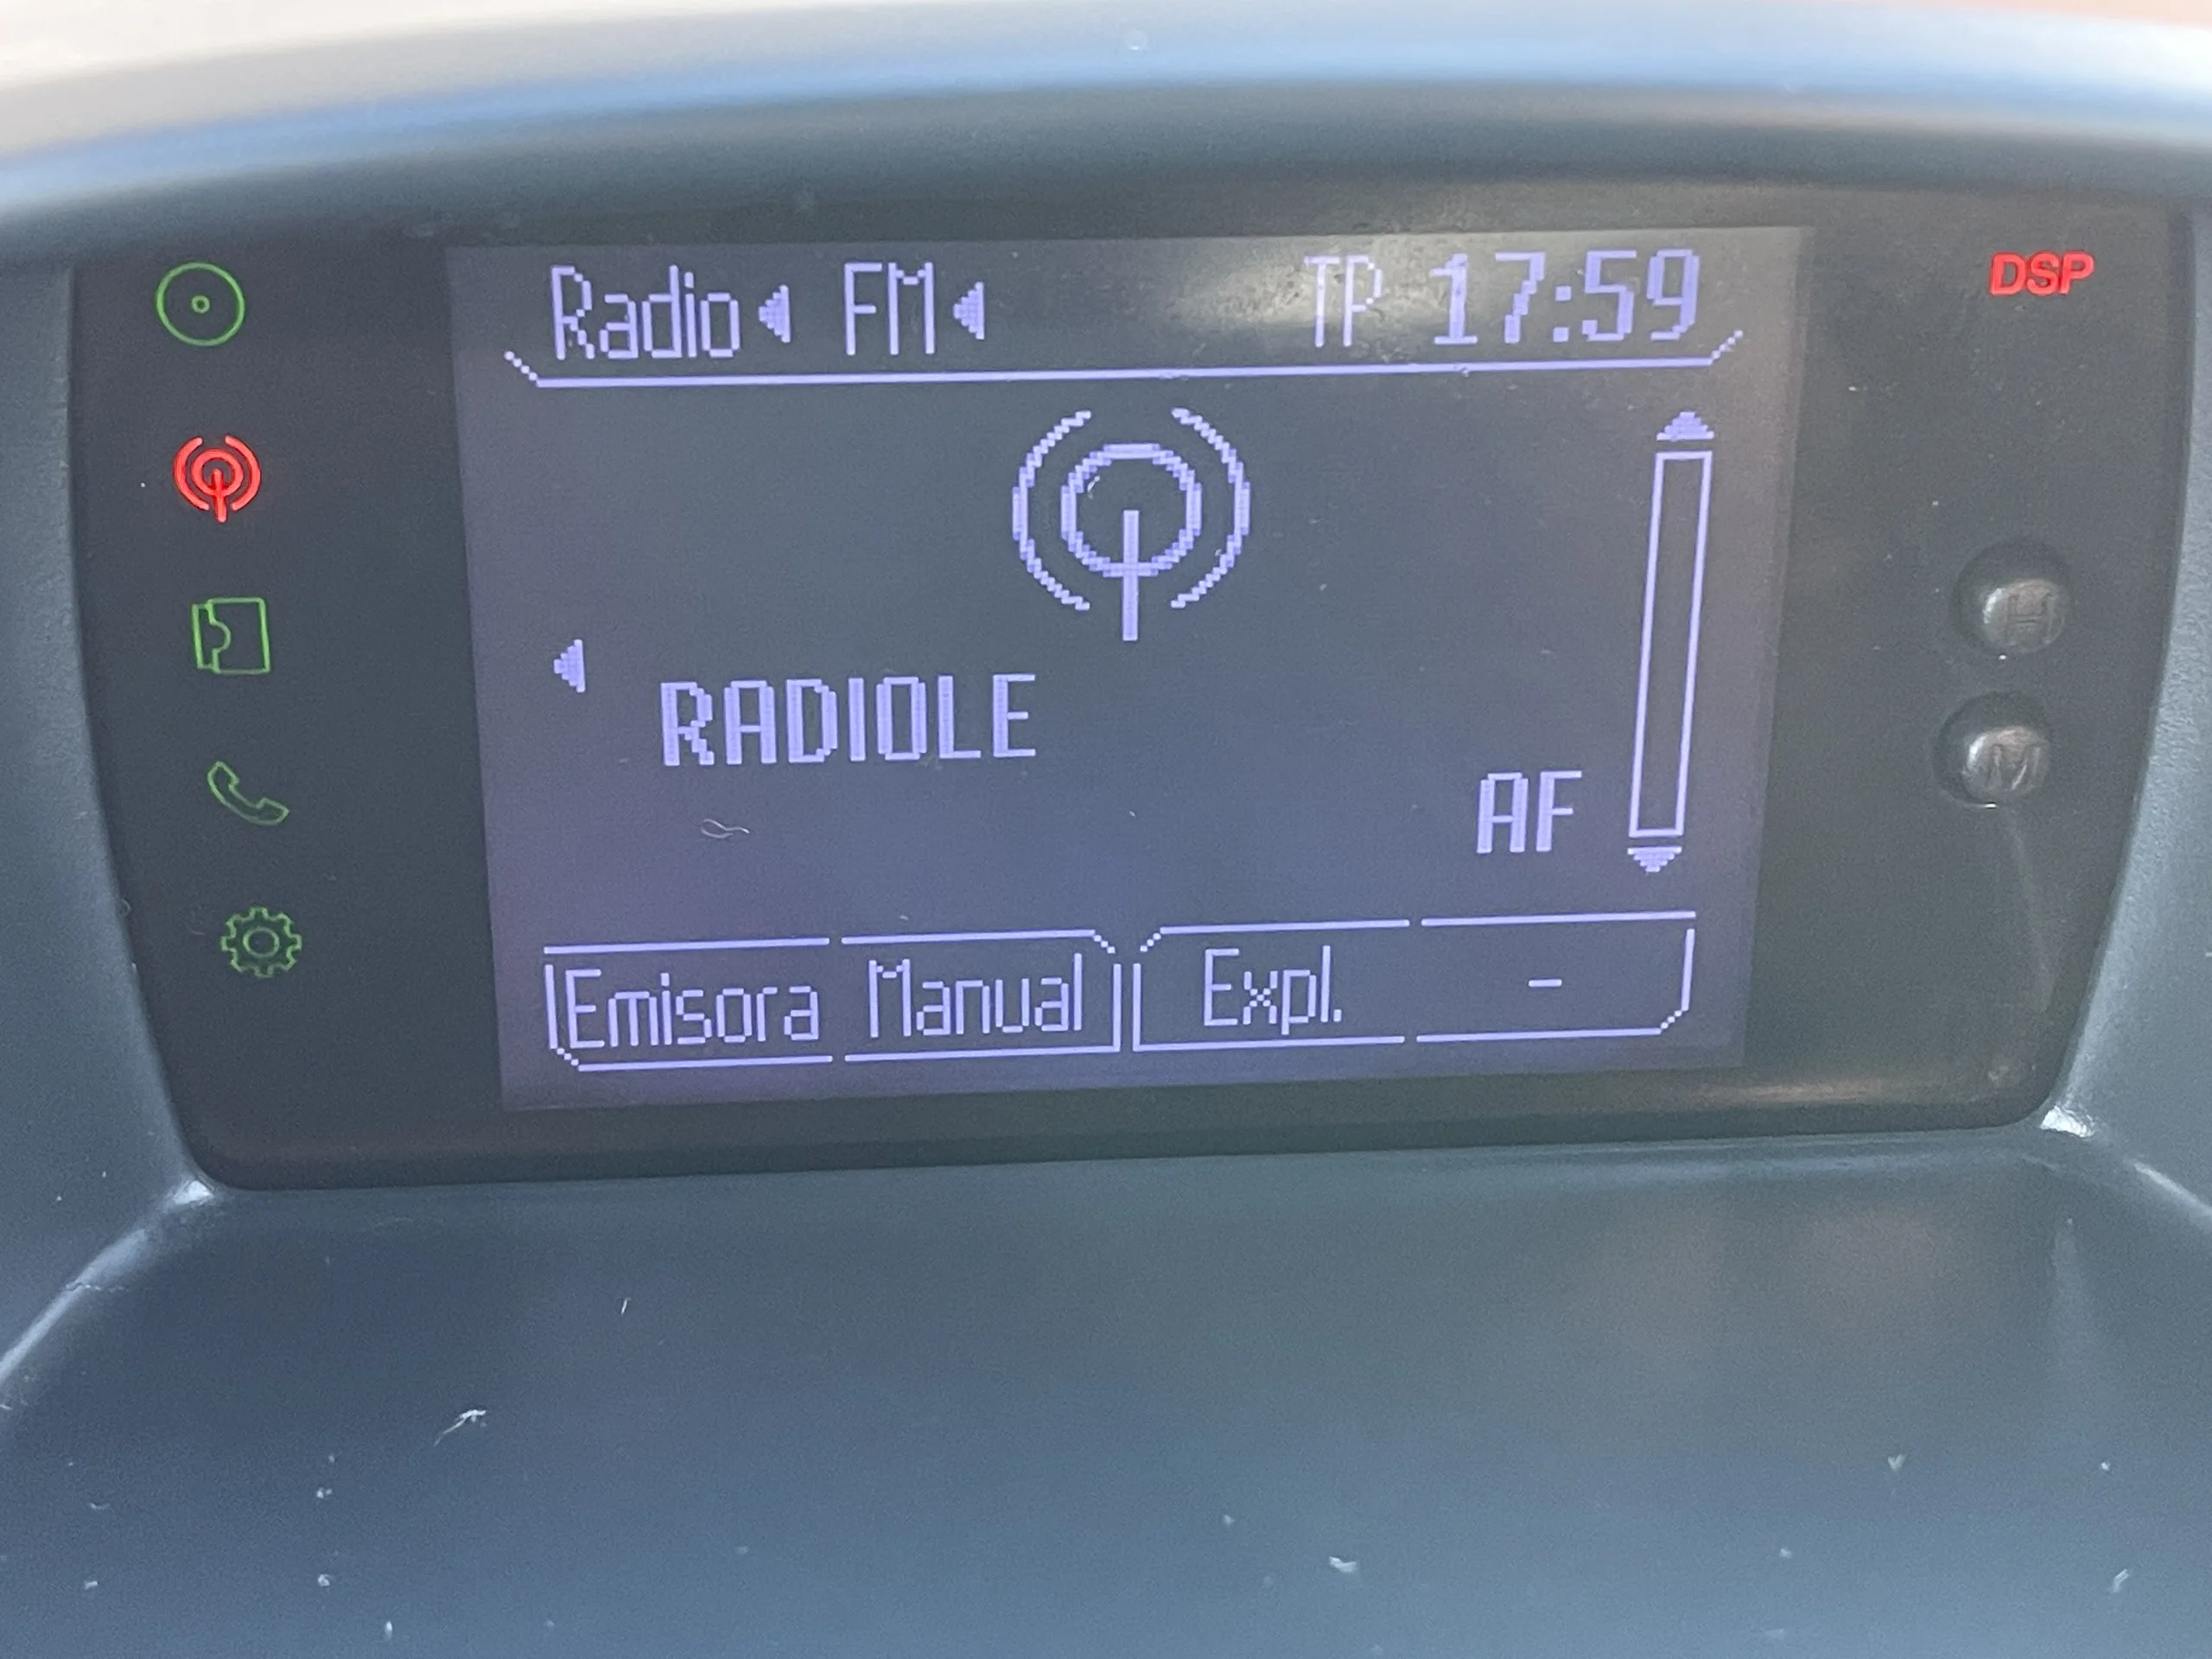 Radio FM TP 17:59
DSP
RADIOLE
AF
Emisora Manual Expl. -
H
M